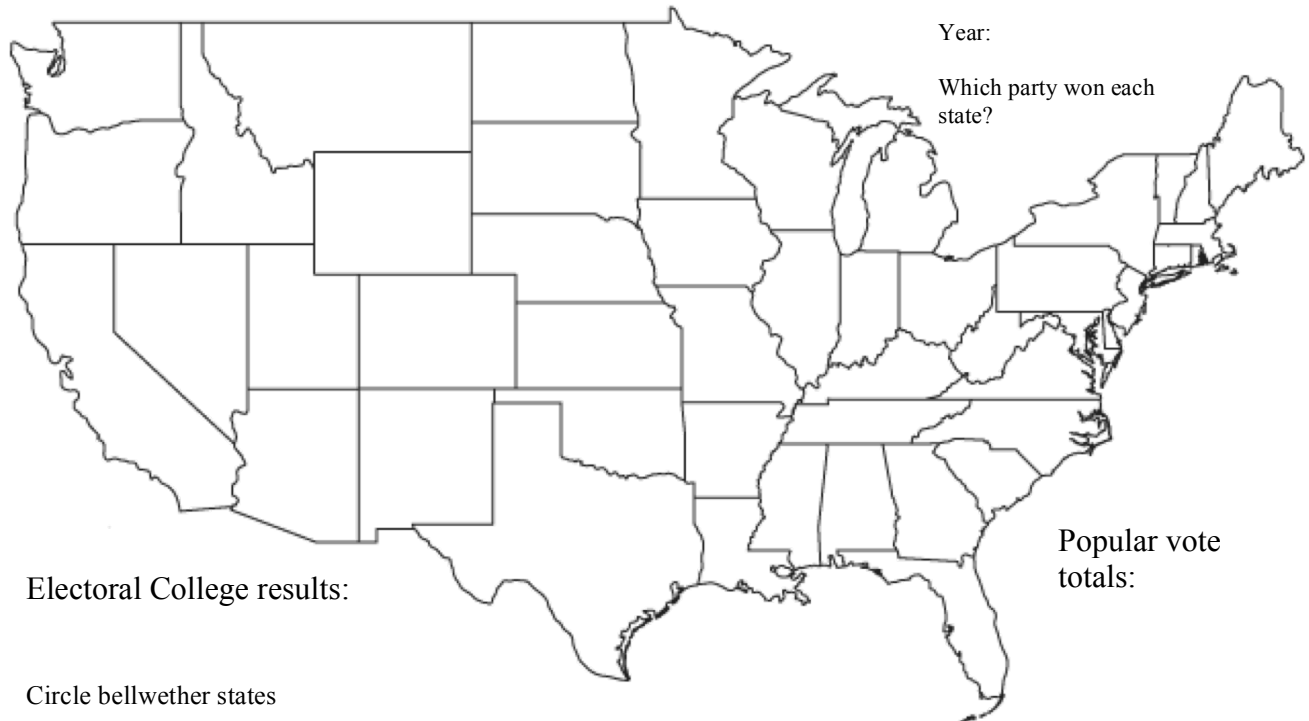 Year:
Which party won each
state?
Popular vote
totals:
Electoral College results:
Circle bellwether states